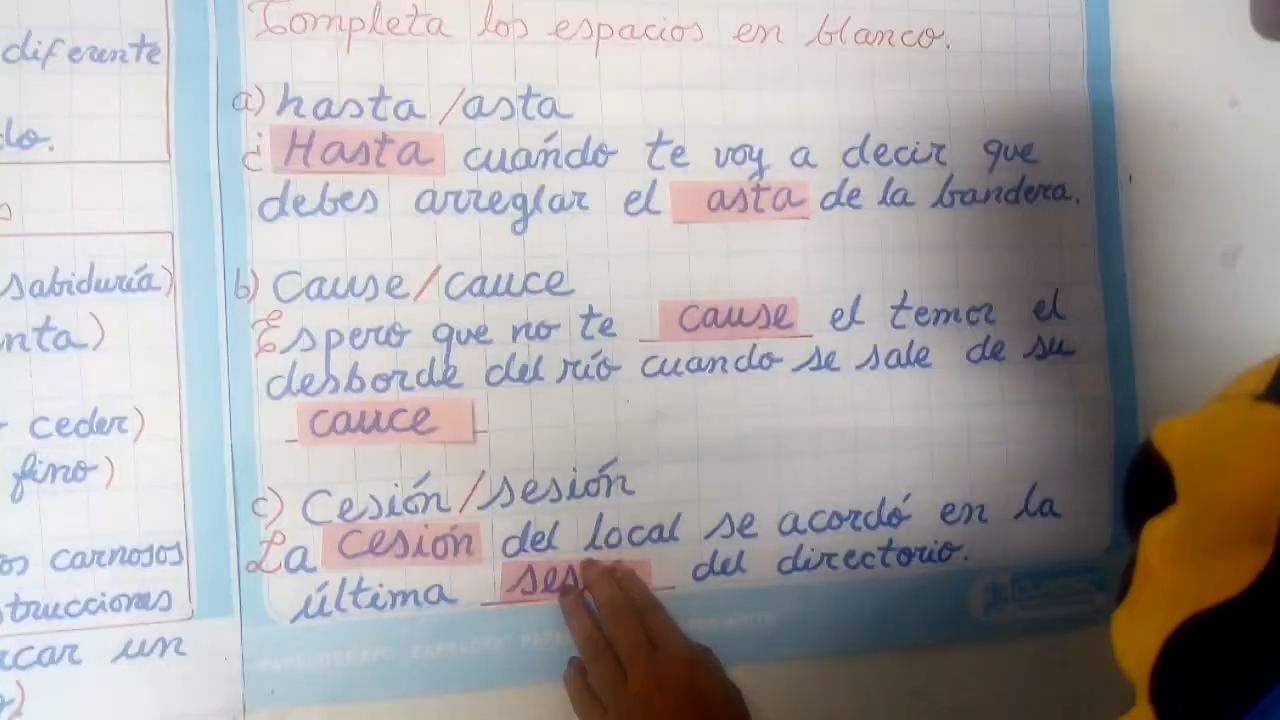 diferente
do.
sabiduría)
nta)
ceder)
fino)
os carnosos
trucciones
car un
Completa los espacios en blanco.
a) hasta /asta
¿Hasta cuándo te voy a decir que
debes arreglar el asta de la bandera.
b) Cause/cauce
Espero que no te cause el temor el
desborde del río cuando se sale de su
cauce
c) Cesión/sesión
La cesión del local se acordó en la
última ses del directorio.